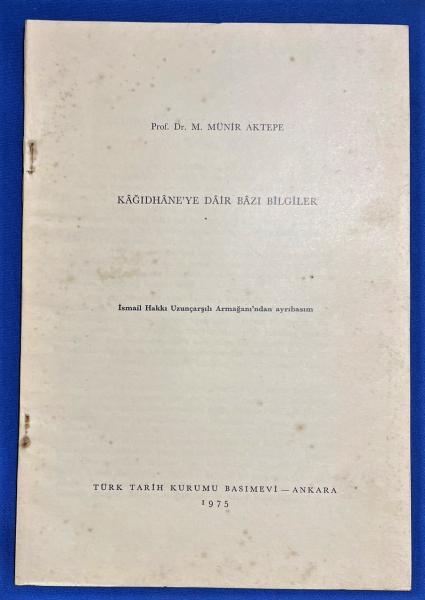 Prof. Dr. M. MÜNİR AKTEPE
KÂĞIDHÂNE'YE DÂİR BÂZI BİLGİLER
İsmail Hakkı Uzunçarşılı Armağanı'ndan ayrıbasım
TÜRK TARİH KURUMU BASIMEVİ — ANKARA
1975